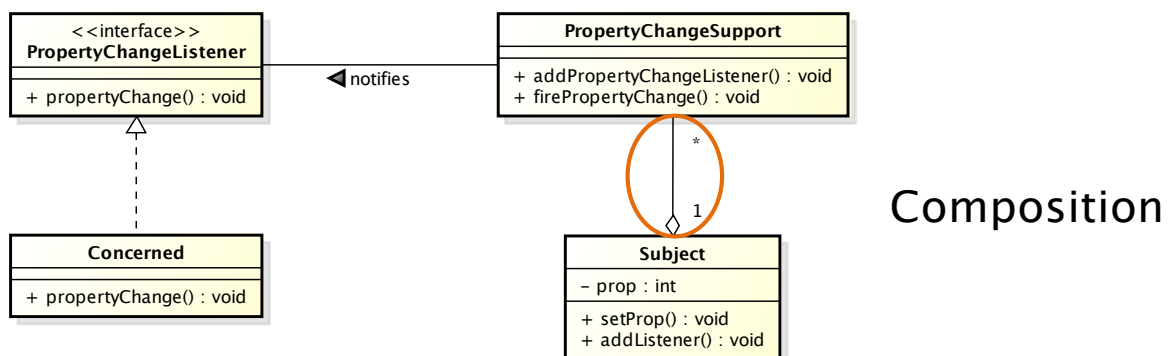 <<interface>>
PropertyChangeListener
+ propertyChange() : void
notifies
PropertyChangeSupport
+ addPropertyChangeListener() : void
+ firePropertyChange() : void
*
1
Composition
Concerned
+ propertyChange() : void
Subject
– prop : int
+ setProp() : void
+ addListener() : void